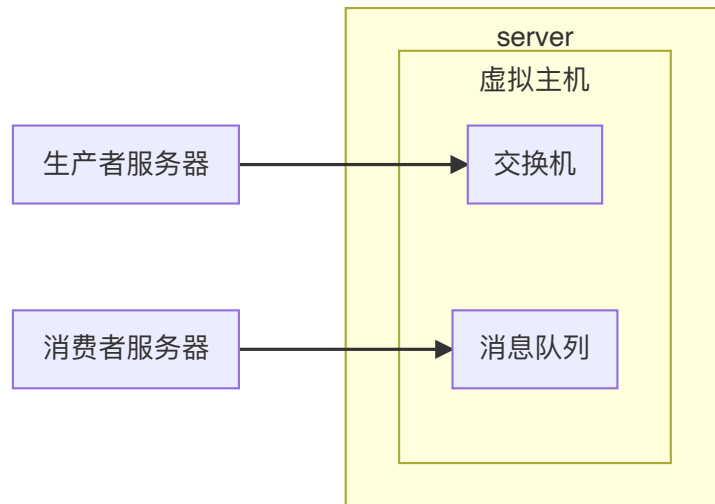 server
虚拟主机
生产者服务器
交换机
消费者服务器
消息队列